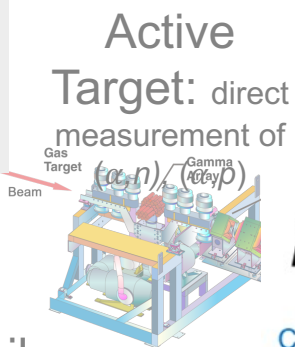 Active
Target: direct
measurement of
(α,n), (α,p)
Gas
Target
Gamma
Array
Beam